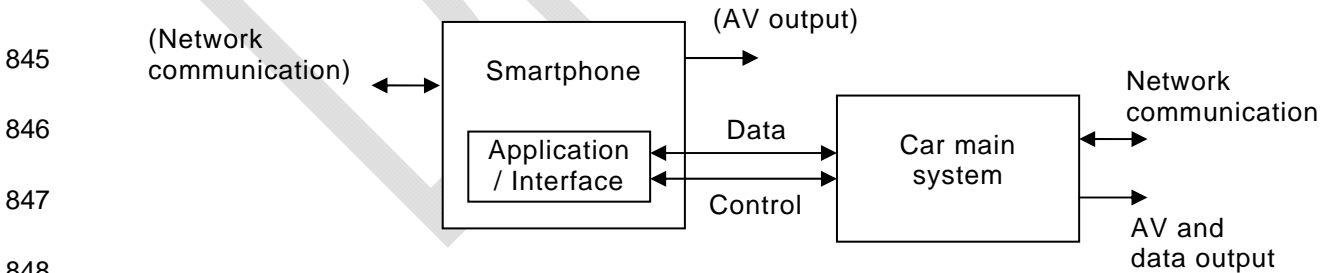 (AV output)
(Network
communication)
845
Smartphone
Network
communication
846
Data
Application
/ Interface
Car main
system
847
Control
AV and
data output
848